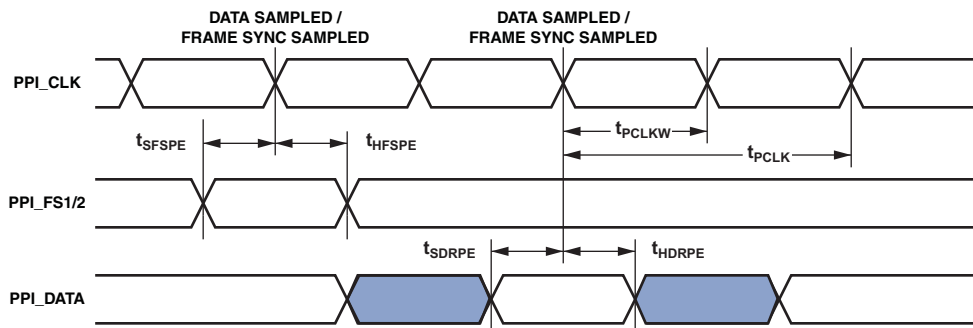 DATA SAMPLED /
FRAME SYNC SAMPLED
DATA SAMPLED /
FRAME SYNC SAMPLED
PPI_CLK
tSFSPE
tHFSPE
tPCLKW
tPCLK
PPI_FS1/2
tSDRPE
tHDRPE
PPI_DATA